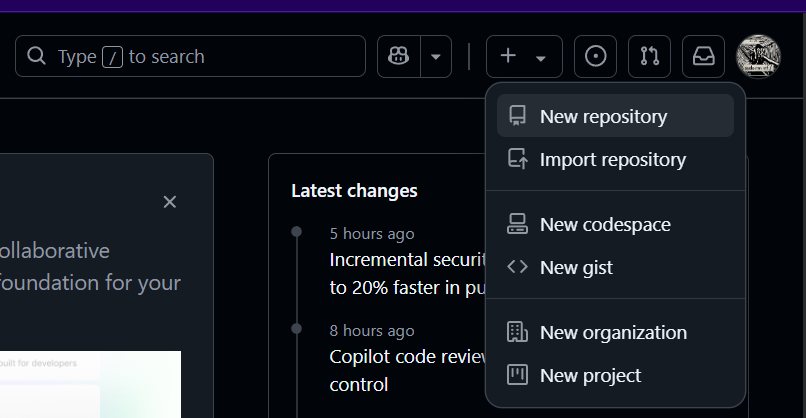 Type / to search
New repository
Import repository
New codespace
New gist
New organization
New project
ollaborative
foundation for your
built for developers
Latest changes
5 hours ago
Incremental securit
to 20% faster in pu
8 hours ago
Copilot code review
control